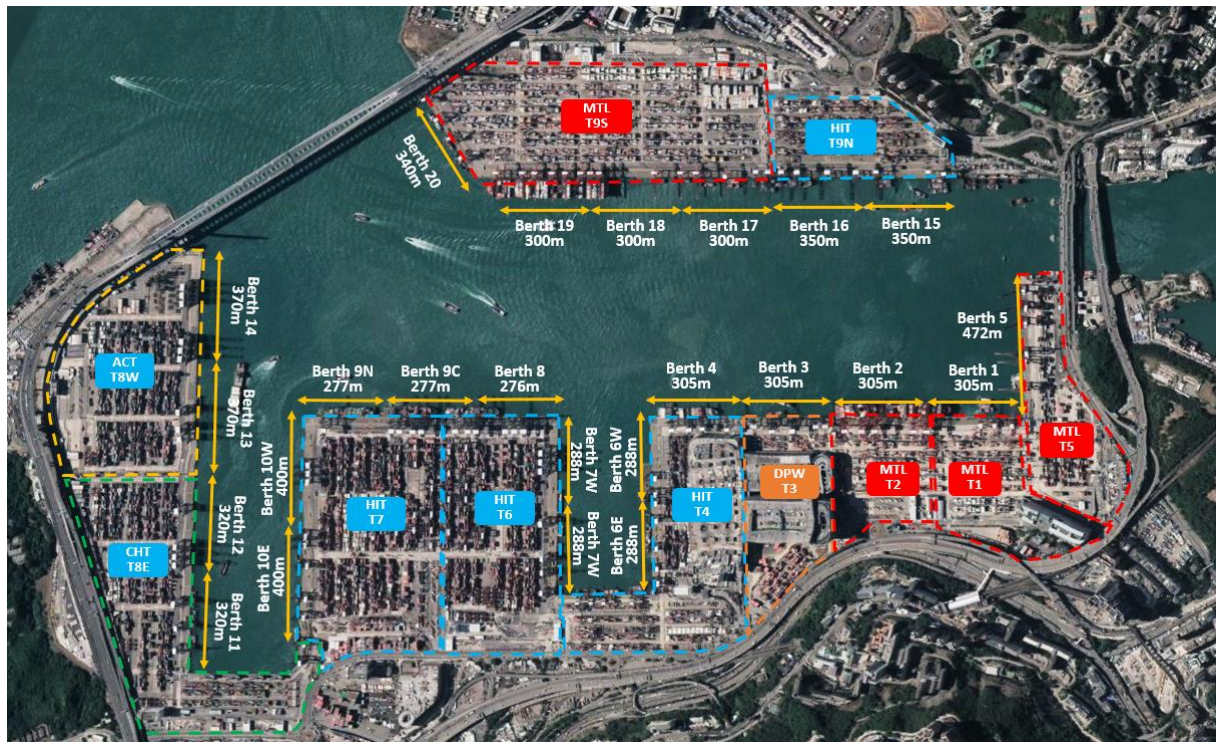 MTL
T9S
HIT
T9N
Berth 20
340m
Berth 19
300m
Berth 18
300m
Berth 17
300m
Berth 16
350m
Berth 15
350m
Berth 14
370m
ACT
T8W
Berth 13
370m
Berth 5
472m
Berth 9N
277m
Berth 9C
277m
Berth 8
276m
Berth 4
305m
Berth 3
305m
Berth 2
305m
Berth 1
305m
Berth 10W
400m
Berth 7W
288m
Berth 6W
288m
MTL
T5
HIT
T7
HIT
T6
HIT
T4
DPW
T3
MTL
T2
MTL
T1
CHT
T8E
Berth 12
320m
Berth 10E
400m
Berth 7W
288m
Berth 6E
288m
Berth 11
320m